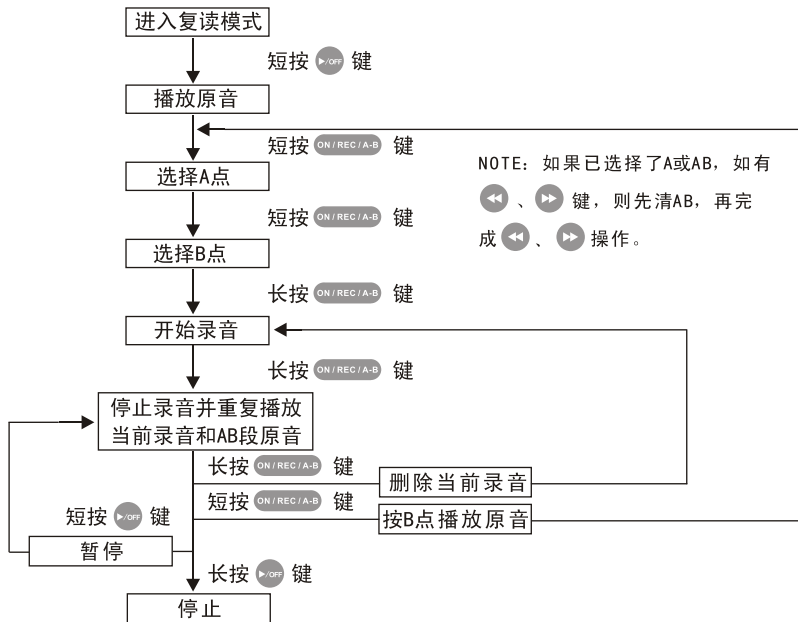 进入复读模式
短按 ▶/OFF 键
播放原音
短按 ON/REC/A-B 键
选择A点
短按 ON/REC/A-B 键
选择B点
长按 ON/REC/A-B 键
开始录音
长按 ON/REC/A-B 键
停止录音并重复播放
当前录音和AB段原音
长按 ON/REC/A-B 键
删除当前录音
短按 ON/REC/A-B 键
按B点播放原音
短按 ▶/OFF 键
暂停
长按 ▶/OFF 键
停止
NOTE: 如果已选择了A或AB, 如有
◀◀、▶▶ 键, 则先清AB, 再完
成 ◀◀、▶▶ 操作。